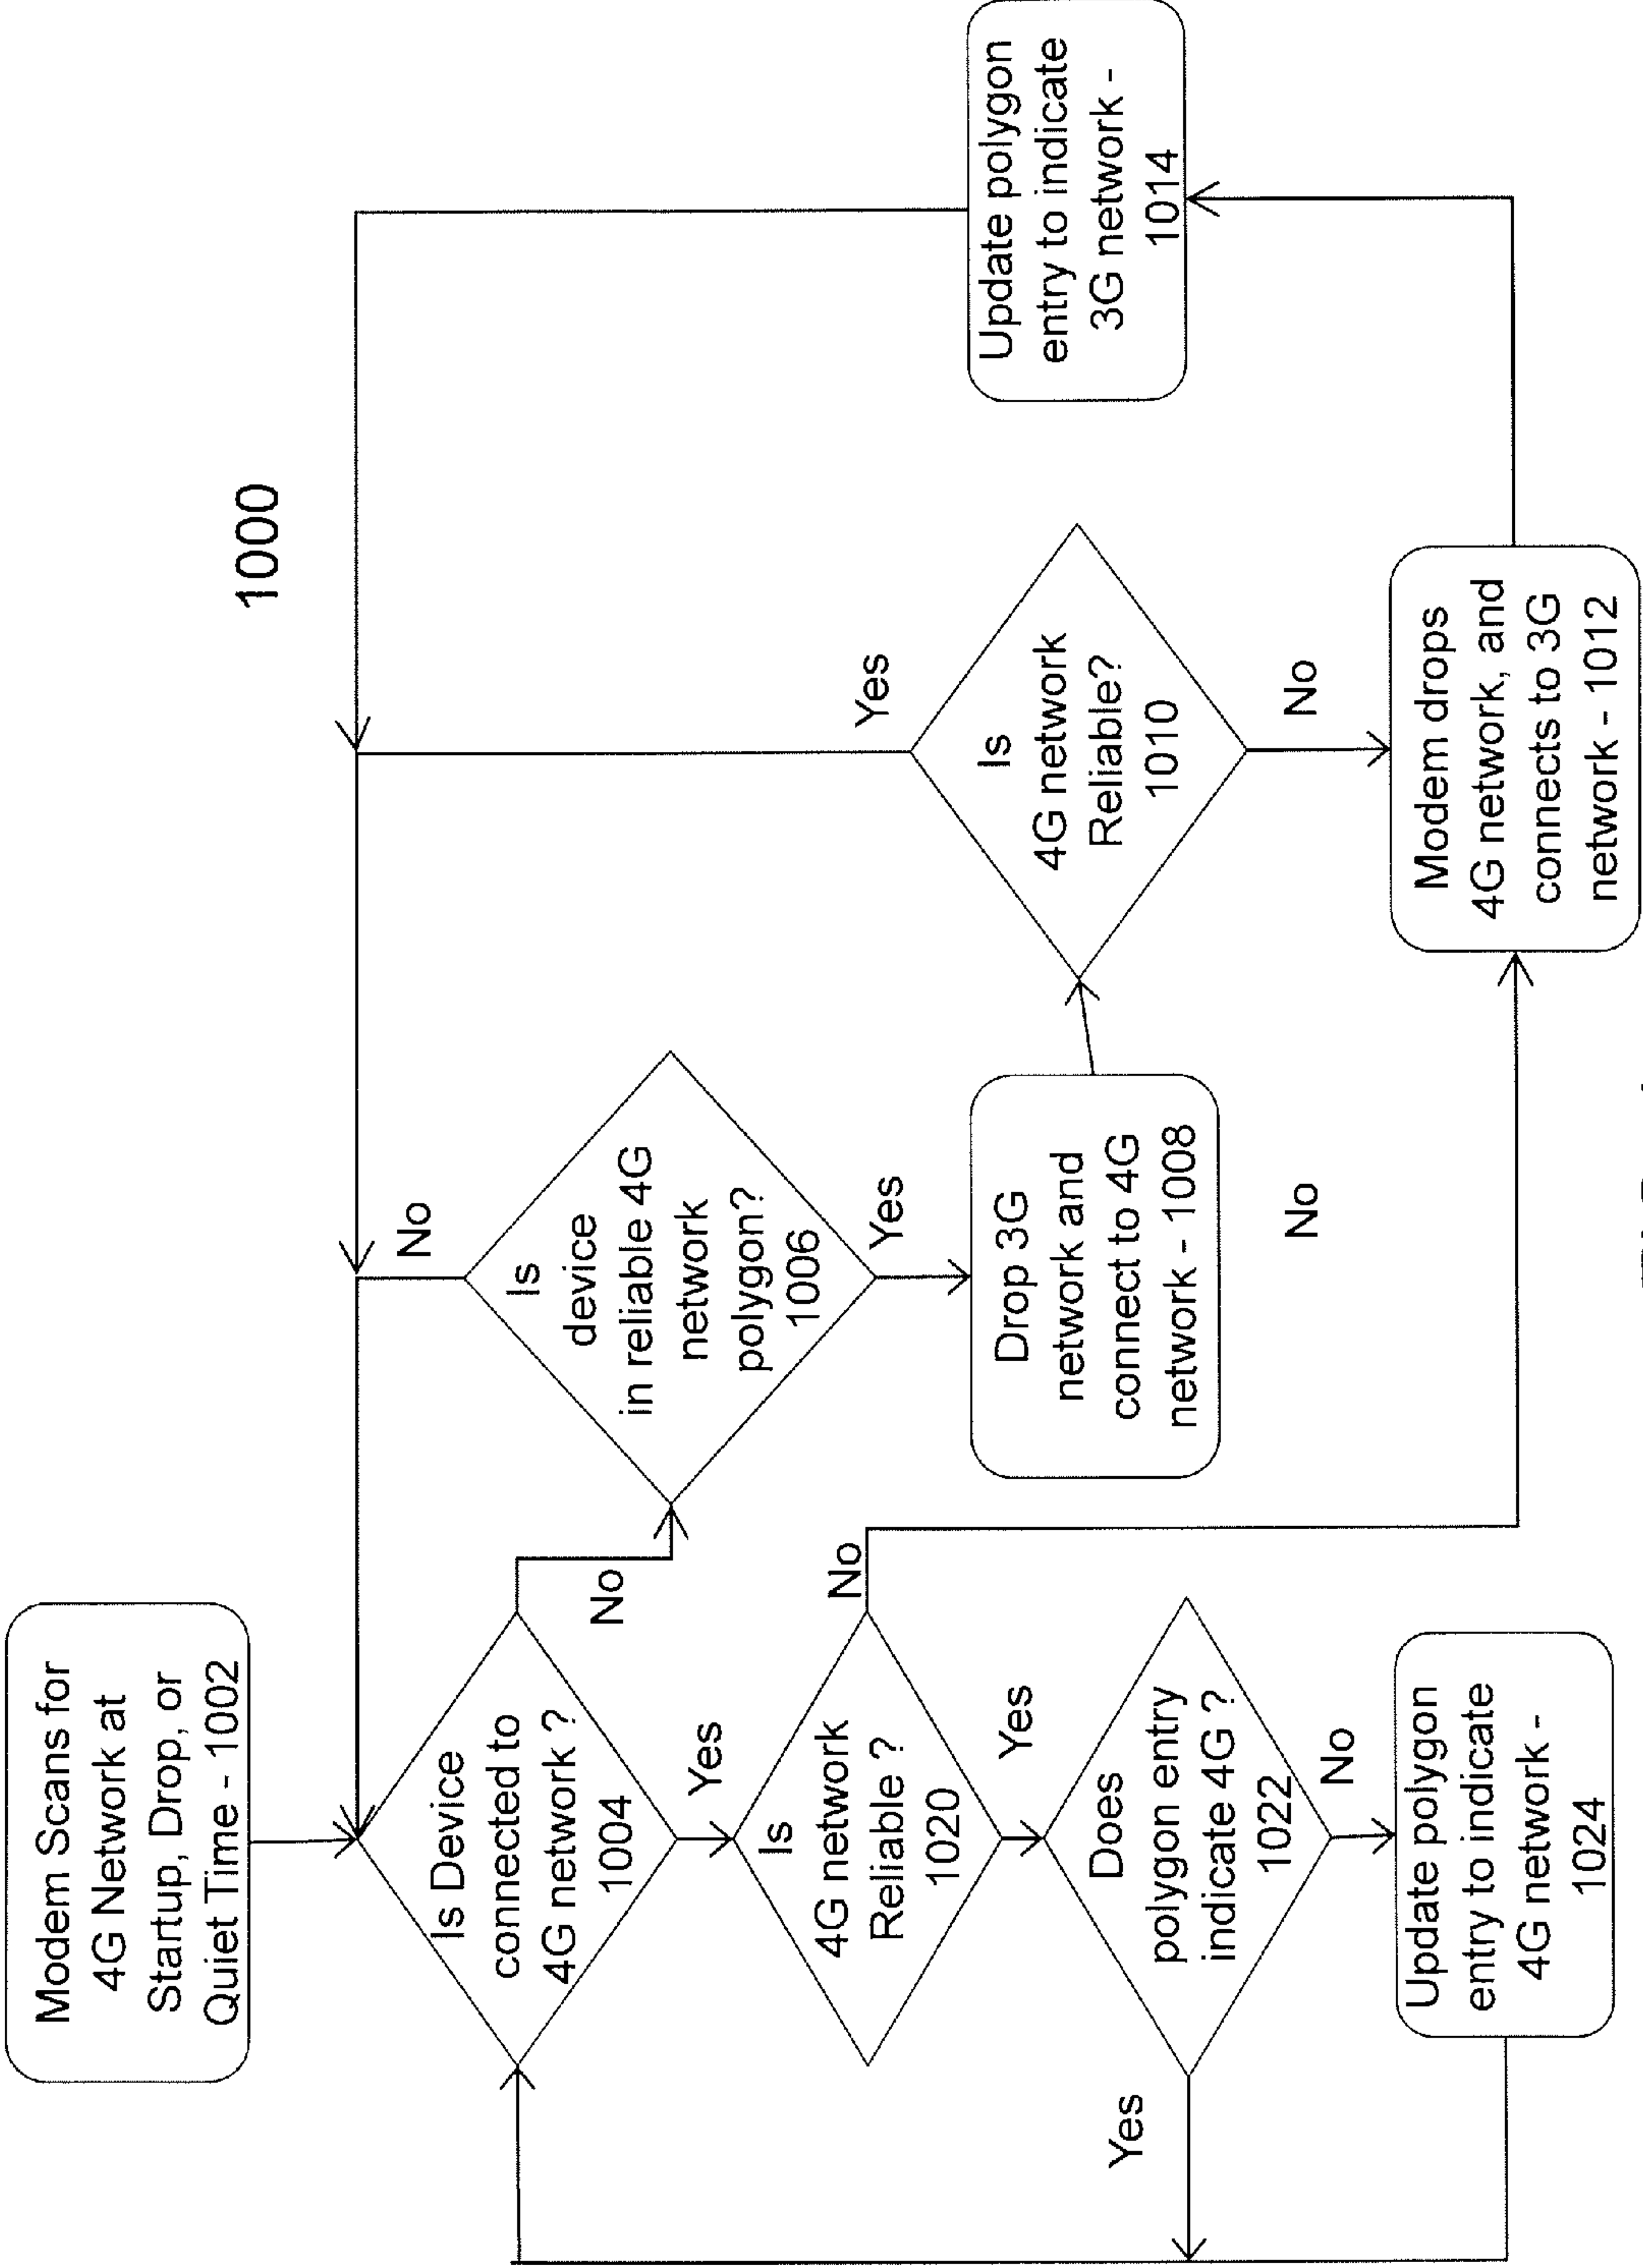 1000
Modem Scans for
4G Network at
Startup, Drop, or
Quiet Time - 1002
Is Device
connected to
4G network ?
1004
No
Yes
Is
device
in reliable 4G
network
polygon?
1006
No
Yes
Drop 3G
network and
connect to 4G
network - 1008
Is
4G network
Reliable?
1010
Yes
No
Modem drops
4G network, and
connects to 3G
network - 1012
Update polygon
entry to indicate
3G network -
1014
Is
4G network
Reliable ?
1020
No
Yes
Does
polygon entry
indicate 4G ?
1022
Yes
No
Update polygon
entry to indicate
4G network -
1024
No